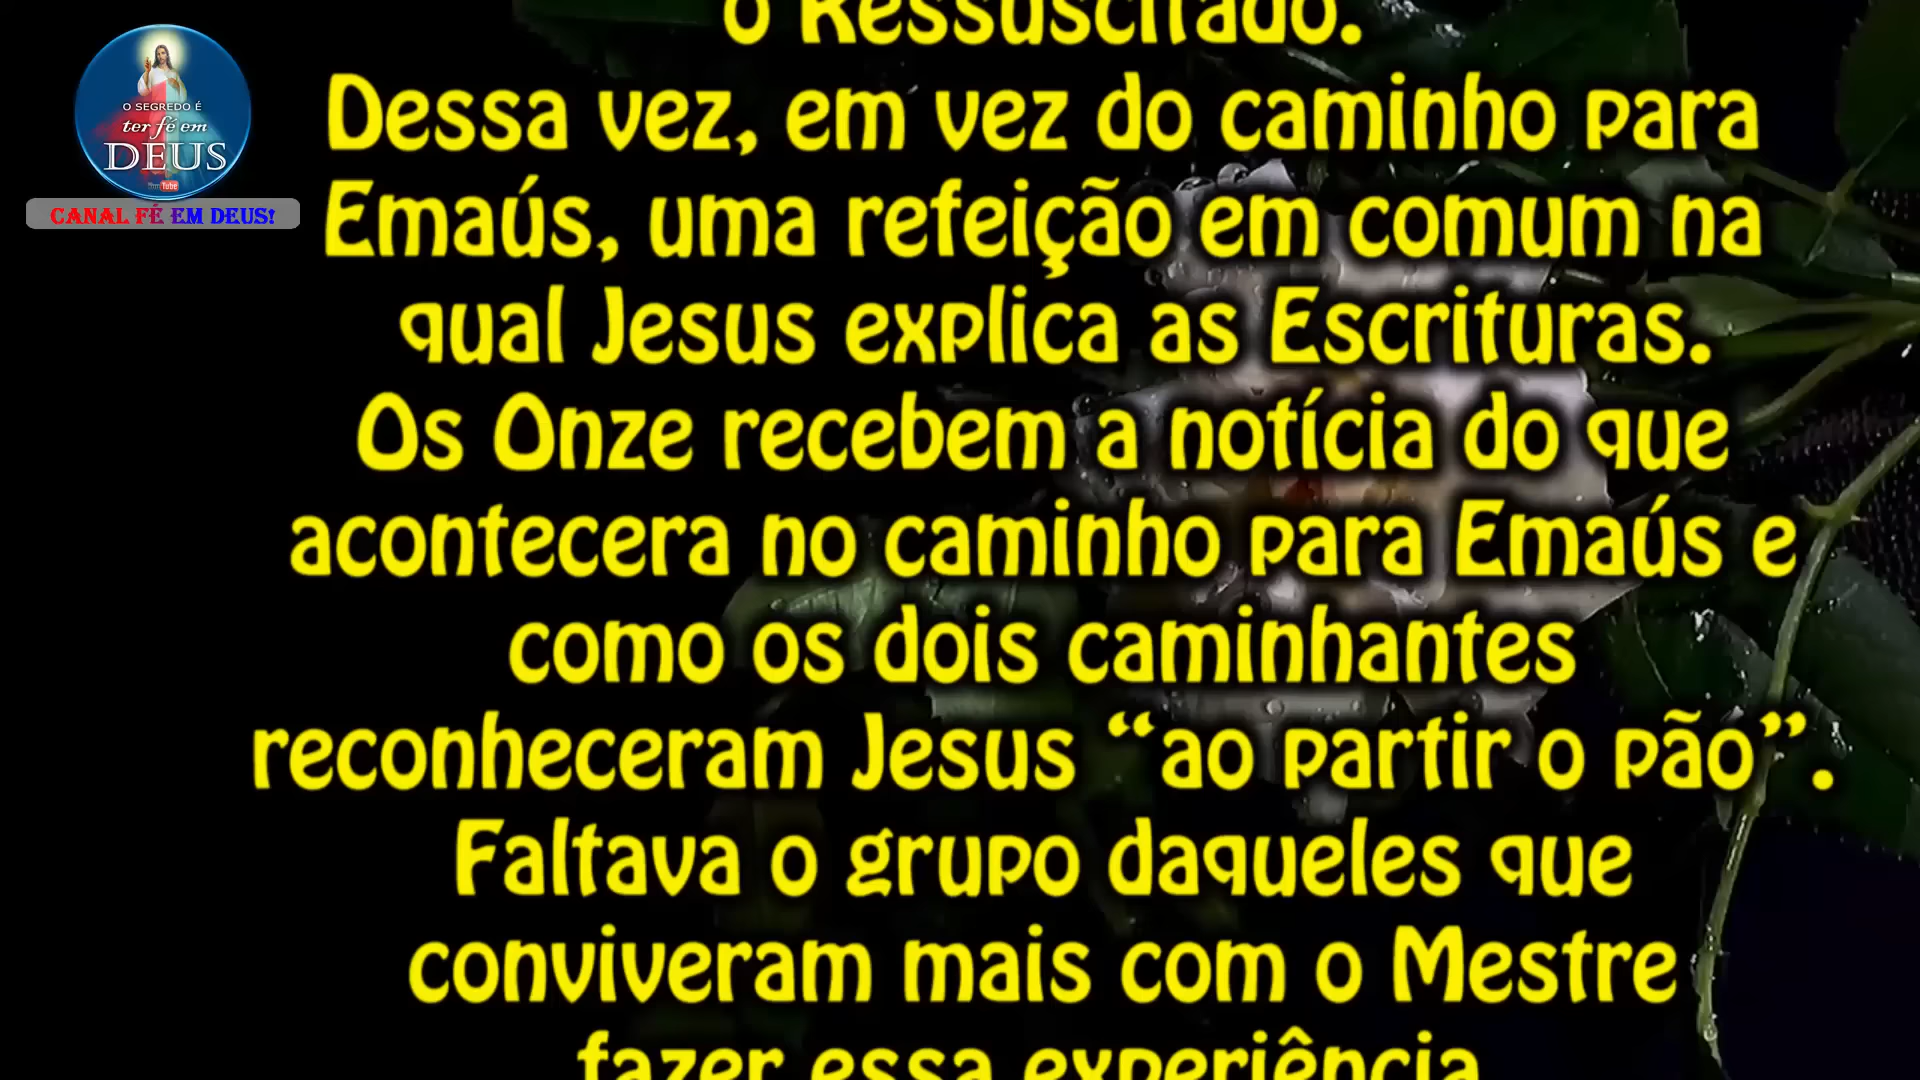 O SEGREDO É
ter fé em
DEUS
YouTube
CANAL FÉ EM DEUS!
o Ressuscitado.
Dessa vez, em vez do caminho para
Emaús, uma refeição em comum na
qual Jesus explica as Escrituras.
Os Onze recebem a notícia do que
acontecera no caminho para Emaús e
como os dois caminhantes
reconheceram Jesus “ao partir o pão”.
Faltava o grupo daqueles que
conviveram mais com o Mestre
fazer essa experiência